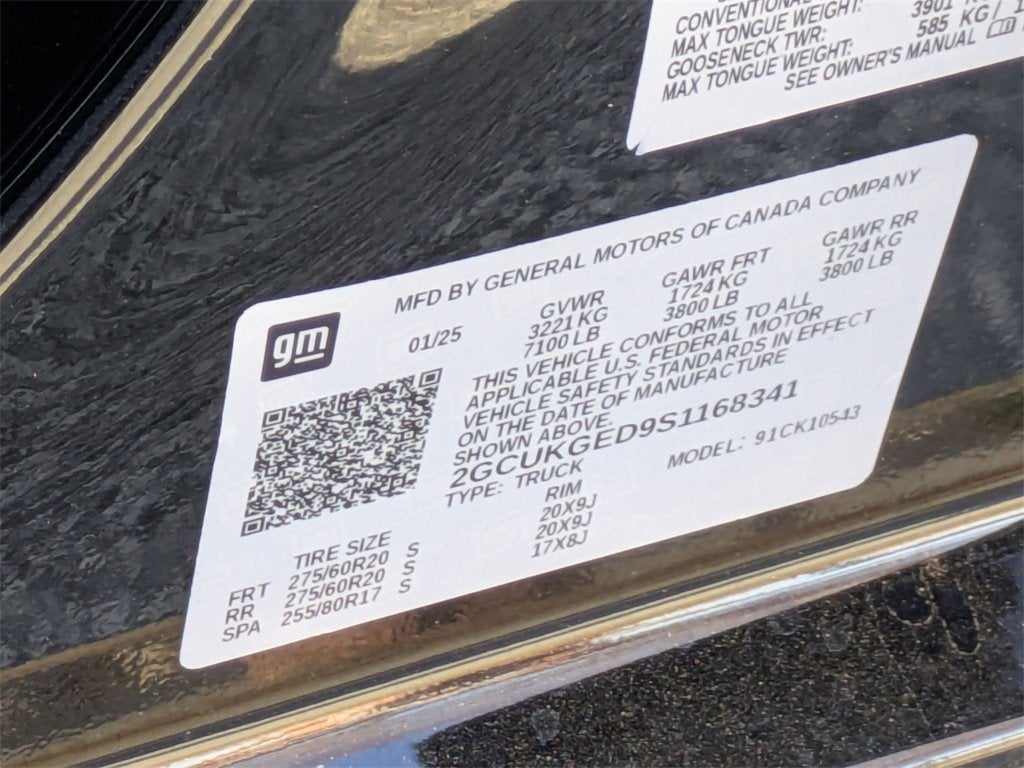 CONVENTIONAL
MAX TONGUE WEIGHT: 3901
GOOSENECK TWR: 585 KG/
MAX TONGUE WEIGHT:
SEE OWNER'S MANUAL
MFD BY GENERAL MOTORS OF CANADA COMPANY
gm
01/25
GVWR GAWR FRT GAWR RR
3221 KG 1724 KG 1724 KG
7100 LB 3800 LB 3800 LB
THIS VEHICLE CONFORMS TO ALL
APPLICABLE U.S. FEDERAL MOTOR
VEHICLE SAFETY STANDARDS IN EFFECT
ON THE DATE OF MANUFACTURE
SHOWN ABOVE.
2GCUKGED9S1168341
TYPE: TRUCK MODEL: 91CK10543
TIRE SIZE RIM
FRT 275/60R20 S 20X9J
RR 275/60R20 S 20X9J
SPA 255/80R17 S 17X8J